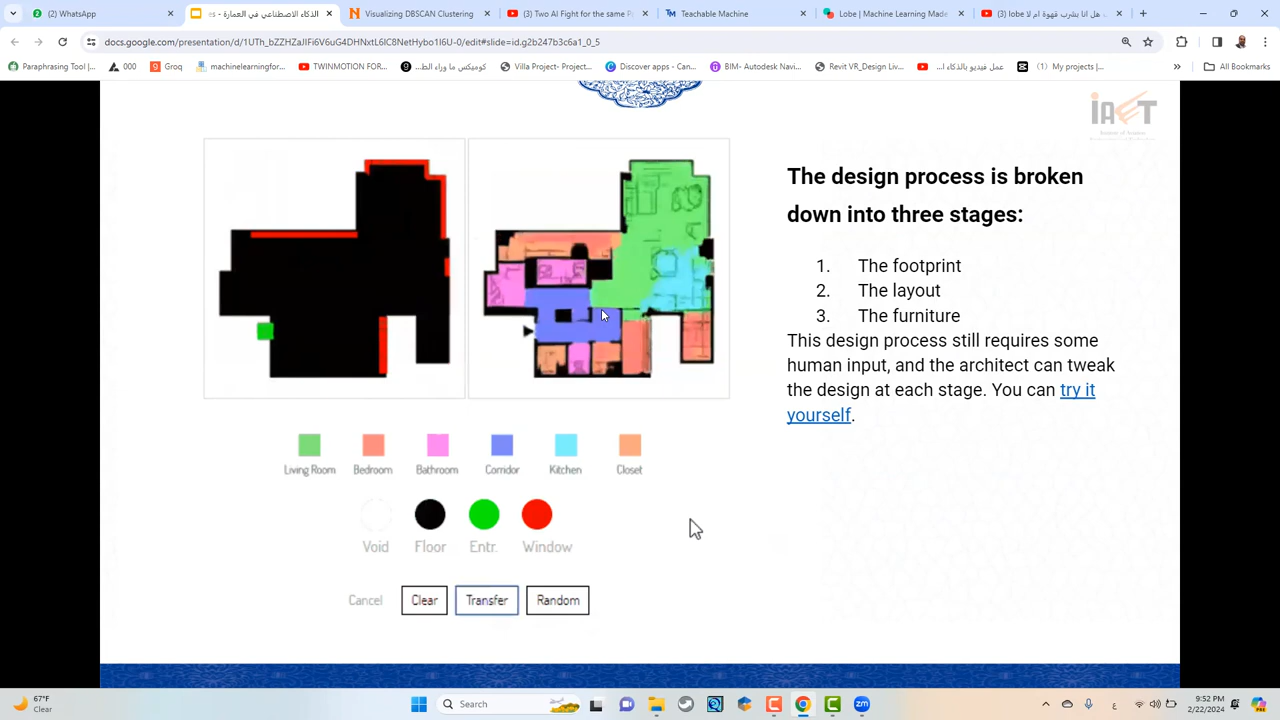 (2) WhatsApp
الذكاء الاصطناعي في العمارة - es
Visualizing DBSCAN Clustering
(3) Two AI Fight for the same F
Teachable Machine
Lobe | Machine Learning Made
(3) lobe هل انا بشرب قهوة ام لا
docs.google.com/presentation/d/1UTh_bZZHZaJIFi6V6uG4DHNxtL6IC8NetHybo1I6U-0/edit#slide=id.g2b247b3c6a1_0_5
Paraphrasing Tool |...
000
Groq
machinelearningfor...
TWINMOTION FOR...
كوميكس ما وراء الط...
Villa Project- Project...
Discover apps - Can...
BIM- Autodesk Navi...
Revit VR_Design Liv...
عمل فيديو بالذكاء ا...
(1) My projects |...
»
All Bookmarks
IAET
The design process is broken
down into three stages:
1. The footprint
2. The layout
3. The furniture
This design process still requires some
human input, and the architect can tweak
the design at each stage. You can try it
yourself.
Living Room
Bedroom
Bathroom
Corridor
Kitchen
Closet
Void
Floor
Entr.
Window
Cancel
Clear
Transfer
Random
67°F
Clear
Search
ع
9:52 PM
2/22/2024